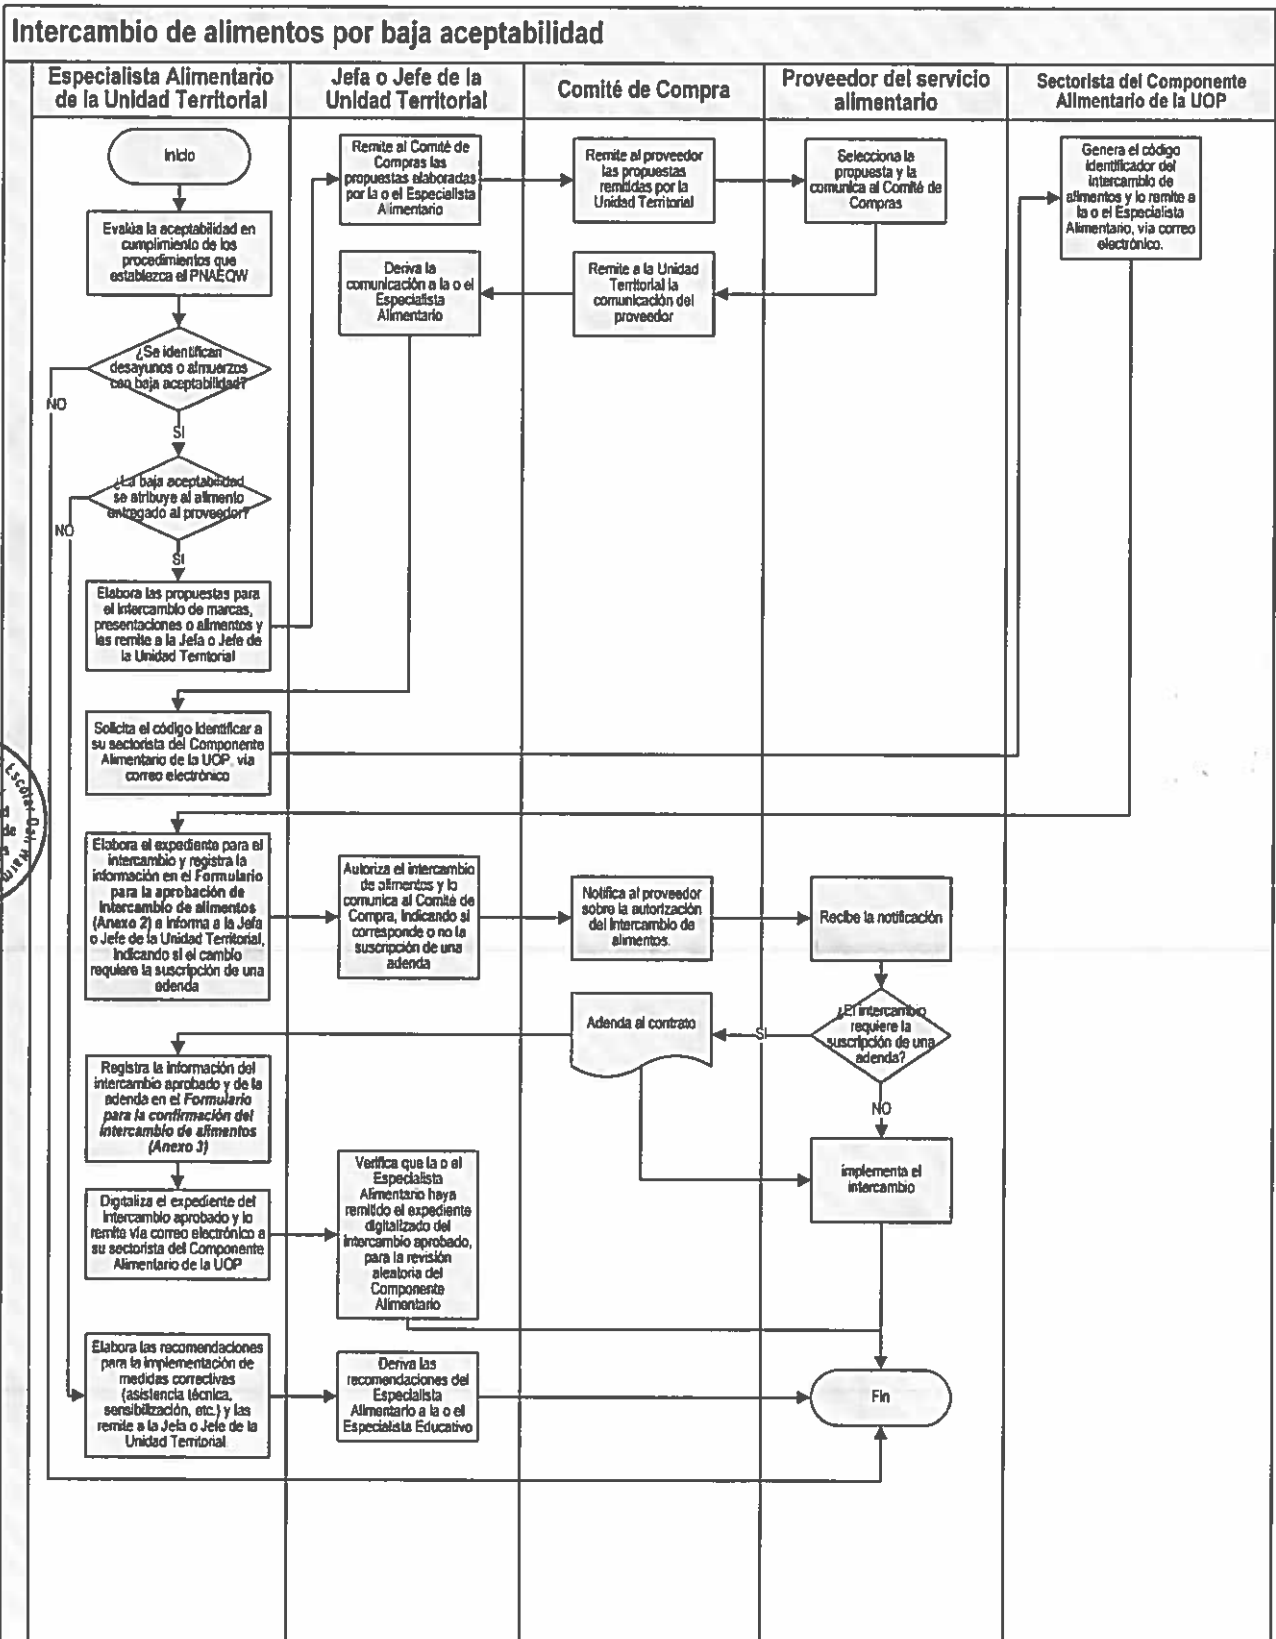 Intercambio de alimentos por baja aceptabilidad
Especialista Alimentario
de la Unidad Territorial
Jefa o Jefe de la
Unidad Territorial
Comité de Compra
Proveedor del servicio
alimentario
Sectorista del Componente
Alimentario de la UOP
Inicio
Evalúa la aceptabilidad en
cumplimiento de los
procedimientos que
establezca el PNAEQW
¿Se identifican
desayunos o almuerzos
con baja aceptabilidad?
NO
SI
¿La baja aceptabilidad
se atribuye al alimento
entregado al proveedor?
NO
SI
Elabora las propuestas para
el intercambio de marcas,
presentaciones o alimentos y
las remite a la Jefa o Jefe de
la Unidad Territorial
Remite al Comité de
Compras las
propuestas elaboradas
por la o el Especialista
Alimentario
Remite al proveedor
las propuestas
remitidas por la
Unidad Territorial
Selecciona la
propuesta y la
comunica al Comité de
Compras
Remite a la Unidad
Territorial la
comunicación del
proveedor
Deriva la
comunicación a la o el
Especialista
Alimentario
Solicita el código identificar a
su sectorista del Componente
Alimentario de la UOP, vía
correo electrónico
Genera el código
identificador del
intercambio de
alimentos y lo remite a
la o el Especialista
Alimentario, vía correo
electrónico.
Elabora el expediente para el
intercambio y registra la
información en el Formulario
para la aprobación de
intercambio de alimentos
(Anexo 2) e informa a la Jefa
o Jefe de la Unidad Territorial,
indicando si el cambio
requiere la suscripción de una
adenda
Autoriza el intercambio
de alimentos y lo
comunica al Comité de
Compra, indicando si
corresponde o no la
suscripción de una
adenda
Notifica al proveedor
sobre la autorización
del intercambio de
alimentos.
Recibe la notificación
¿El intercambio
requiere la
suscripción de una
adenda?
SI
NO
Adenda al contrato
Registra la información del
intercambio aprobado y de la
adenda en el Formulario
para la confirmación del
intercambio de alimentos
(Anexo 3)
Digitaliza el expediente del
intercambio aprobado y lo
remite vía correo electrónico a
su sectorista del Componente
Alimentario de la UOP
Verifica que la o el
Especialista
Alimentario haya
remitido el expediente
digitalizado del
intercambio aprobado,
para la revisión
aleatoria del
Componente
Alimentario
implementa el
intercambio
Elabora las recomendaciones
para la implementación de
medidas correctivas
(asistencia técnica,
sensibilización, etc.) y las
remite a la Jefa o Jefe de la
Unidad Territorial
Deriva las
recomendaciones del
Especialista
Alimentario a la o el
Especialista Educativo
Fin
Escolar Qali Warma
de